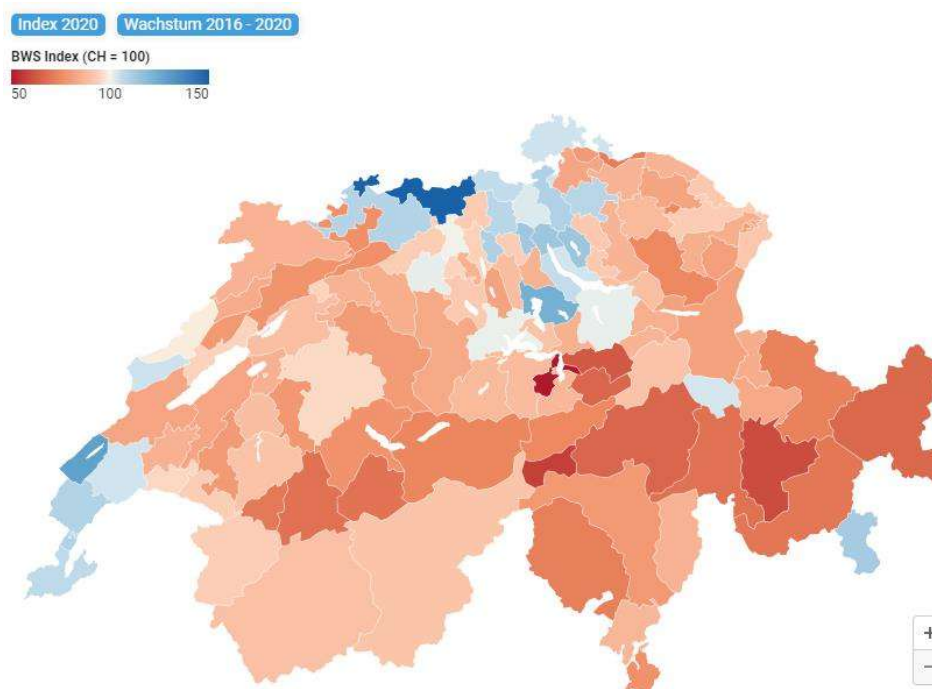 Index 2020 Wachstum 2016 - 2020
BWS Index (CH = 100)
50 100 150
+
−